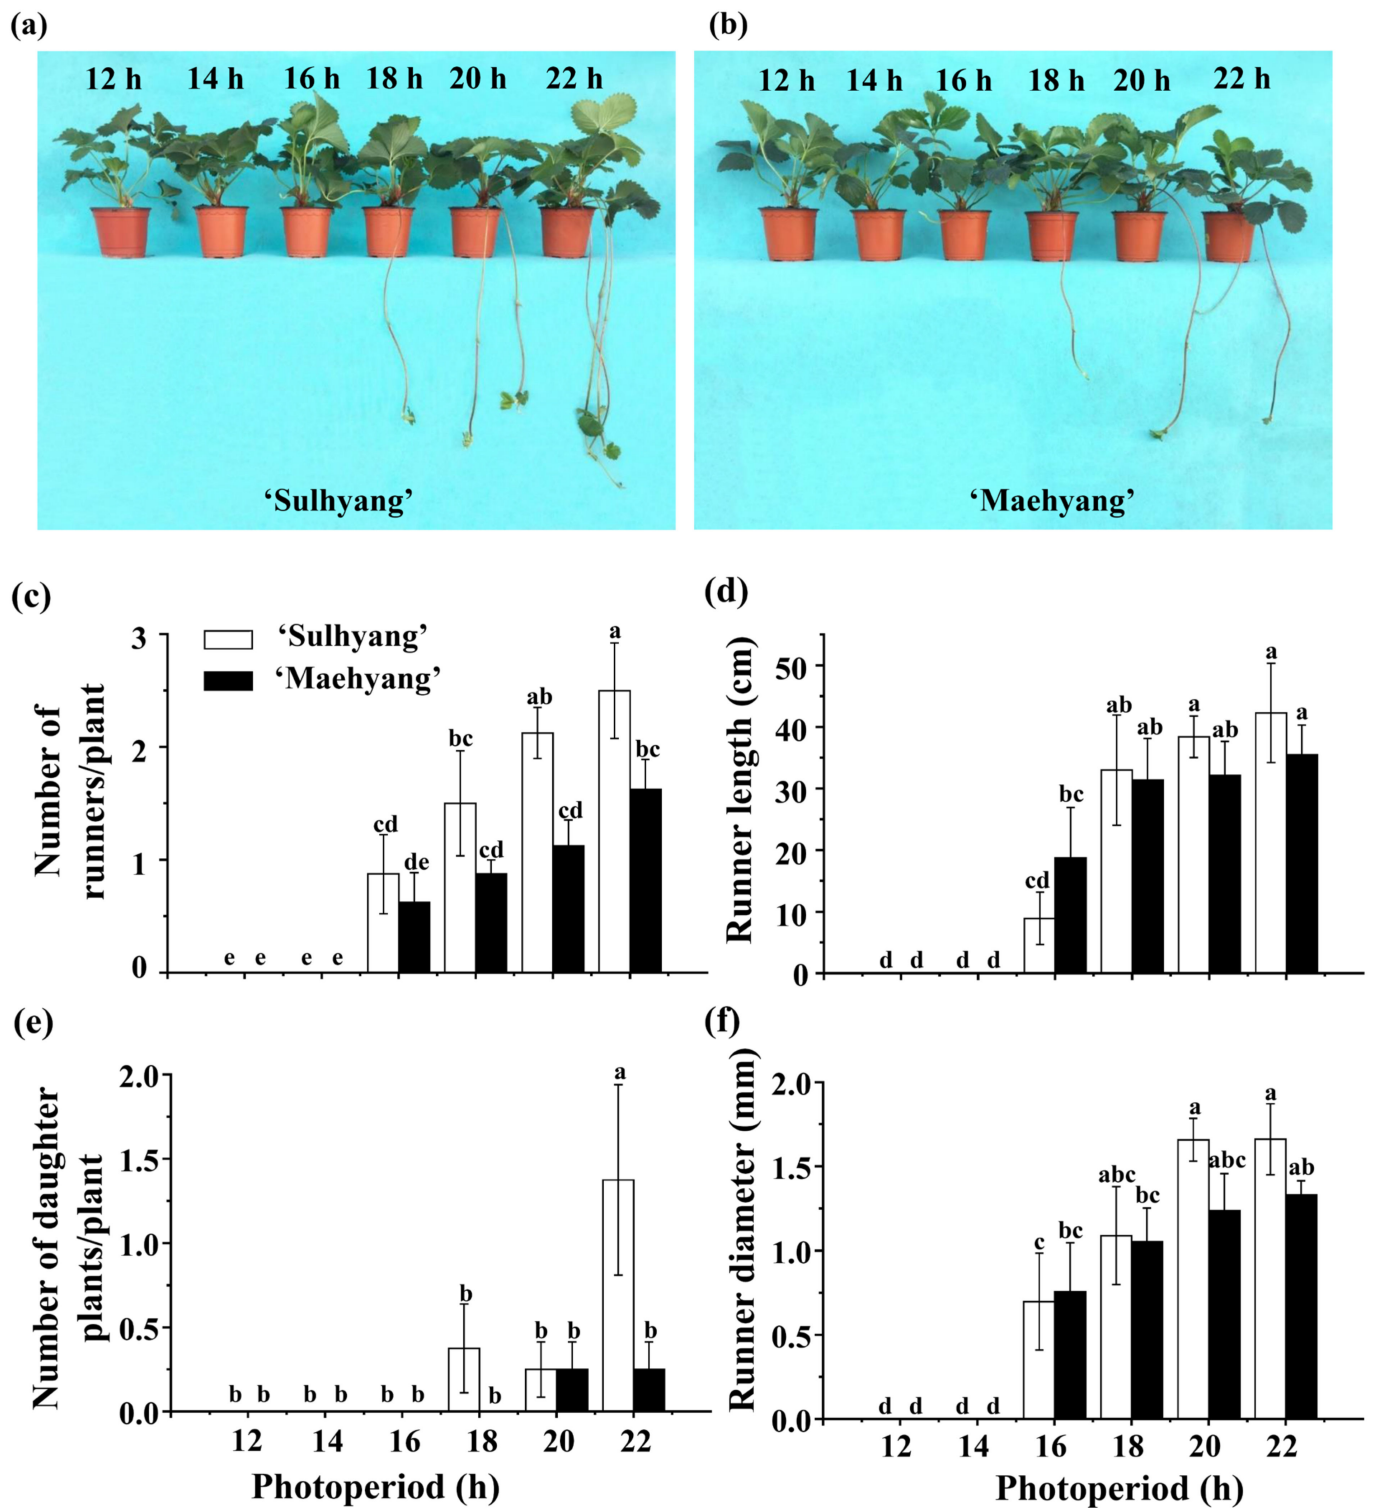 (a)
12 h 14 h 16 h 18 h 20 h 22 h
‘Sulhyang’
(b)
12 h 14 h 16 h 18 h 20 h 22 h
‘Maehyang’
(c)
‘Sulhyang’
‘Maehyang’
Number of
runners/plant
3
2
1
0
e e e e cd de bc cd ab cd a bc
(d)
Runner length (cm)
50
40
30
20
10
0
d d d d cd bc ab ab a ab a a
(e)
Number of daughter
plants/plant
2.0
1.5
1.0
0.5
0.0
b b b b b b b b b b a b
12 14 16 18 20 22
Photoperiod (h)
(f)
Runner diameter (mm)
2.0
1.5
1.0
0.5
0.0
d d d d c bc abc bc a abc a ab
12 14 16 18 20 22
Photoperiod (h)